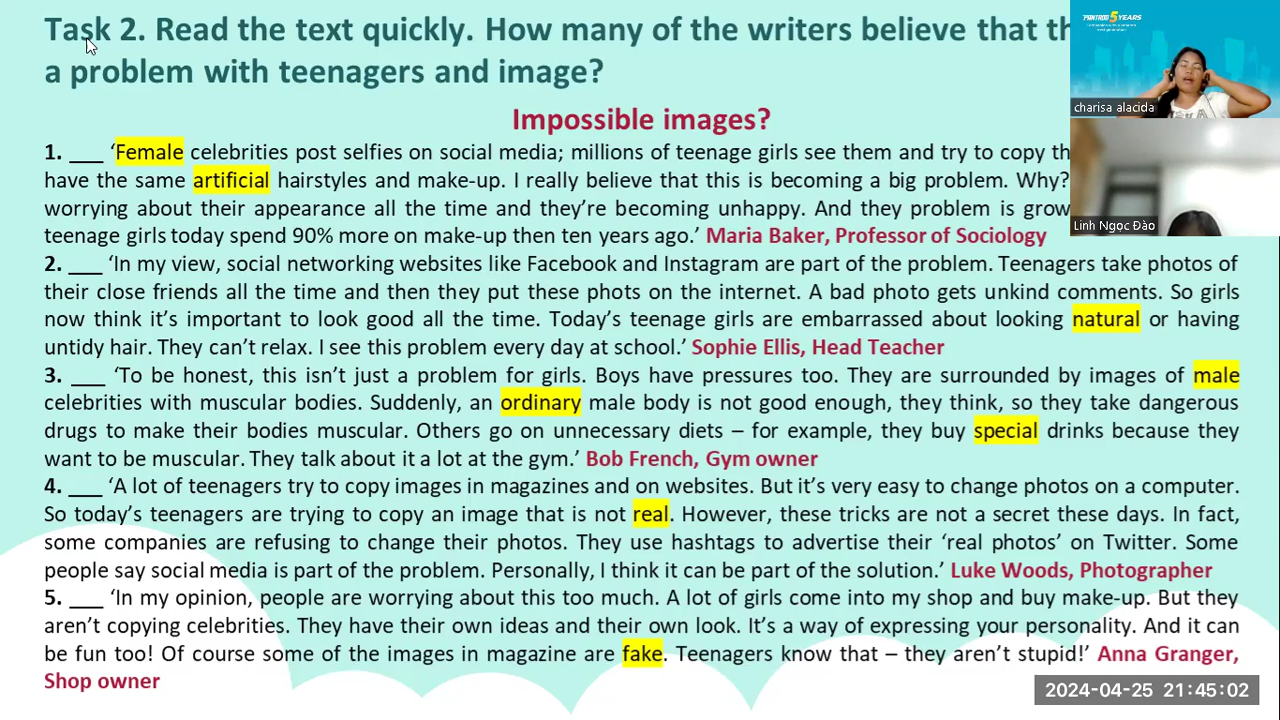 Task 2. Read the text quickly. How many of the writers believe that th
a problem with teenagers and image?
Impossible images?
1. ___ ‘Female celebrities post selfies on social media; millions of teenage girls see them and try to copy th
have the same artificial hairstyles and make-up. I really believe that this is becoming a big problem. Why?
worrying about their appearance all the time and they’re becoming unhappy. And they problem is grow
teenage girls today spend 90% more on make-up then ten years ago.’ Maria Baker, Professor of Sociology
2. ___ ‘In my view, social networking websites like Facebook and Instagram are part of the problem. Teenagers take photos of
their close friends all the time and then they put these phots on the internet. A bad photo gets unkind comments. So girls
now think it’s important to look good all the time. Today’s teenage girls are embarrassed about looking natural or having
untidy hair. They can’t relax. I see this problem every day at school.’ Sophie Ellis, Head Teacher
3. ___ ‘To be honest, this isn’t just a problem for girls. Boys have pressures too. They are surrounded by images of male
celebrities with muscular bodies. Suddenly, an ordinary male body is not good enough, they think, so they take dangerous
drugs to make their bodies muscular. Others go on unnecessary diets – for example, they buy special drinks because they
want to be muscular. They talk about it a lot at the gym.’ Bob French, Gym owner
4. ___ ‘A lot of teenagers try to copy images in magazines and on websites. But it’s very easy to change photos on a computer.
So today’s teenagers are trying to copy an image that is not real. However, these tricks are not a secret these days. In fact,
some companies are refusing to change their photos. They use hashtags to advertise their ‘real photos’ on Twitter. Some
people say social media is part of the problem. Personally, I think it can be part of the solution.’ Luke Woods, Photographer
5. ___ ‘In my opinion, people are worrying about this too much. A lot of girls come into my shop and buy make-up. But they
aren’t copying celebrities. They have their own ideas and their own look. It’s a way of expressing your personality. And it can
be fun too! Of course some of the images in magazine are fake. Teenagers know that – they aren’t stupid!’ Anna Granger,
Shop owner
5 YEARS
charisa alacida
Linh Ngọc Đào
2024-04-25 21:45:02